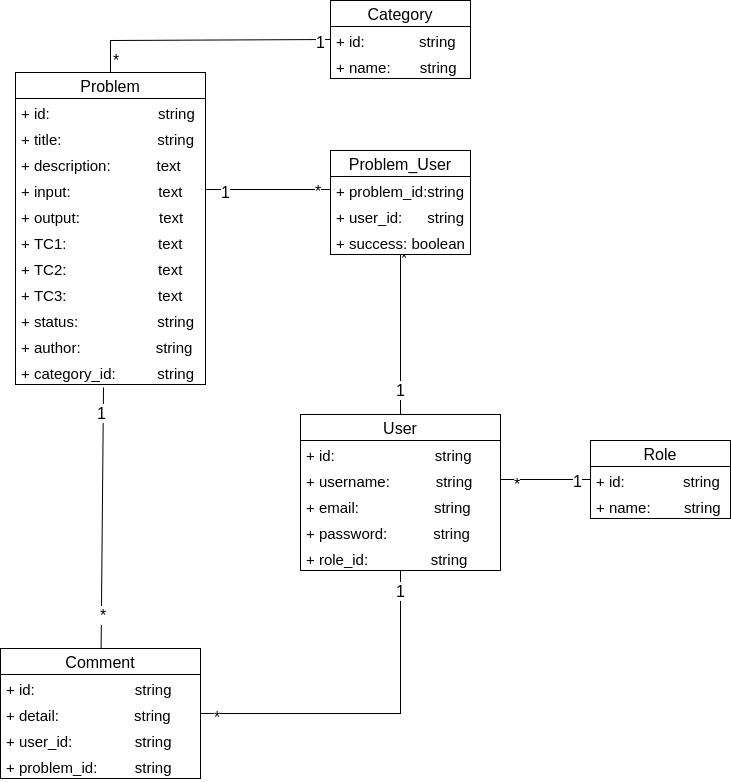 Category
+ id: string
+ name: string
1
*
Problem
+ id: string
+ title: string
+ description: text
+ input: text
+ output: text
+ TC1: text
+ TC2: text
+ TC3: text
+ status: string
+ author: string
+ category_id: string
1
*
Problem_User
+ problem_id:string
+ user_id: string
+ success: boolean
*
1
User
+ id: string
+ username: string
+ email: string
+ password: string
+ role_id: string
*
1
Role
+ id: string
+ name: string
1
*
1
*
Comment
+ id: string
+ detail: string
+ user_id: string
+ problem_id: string